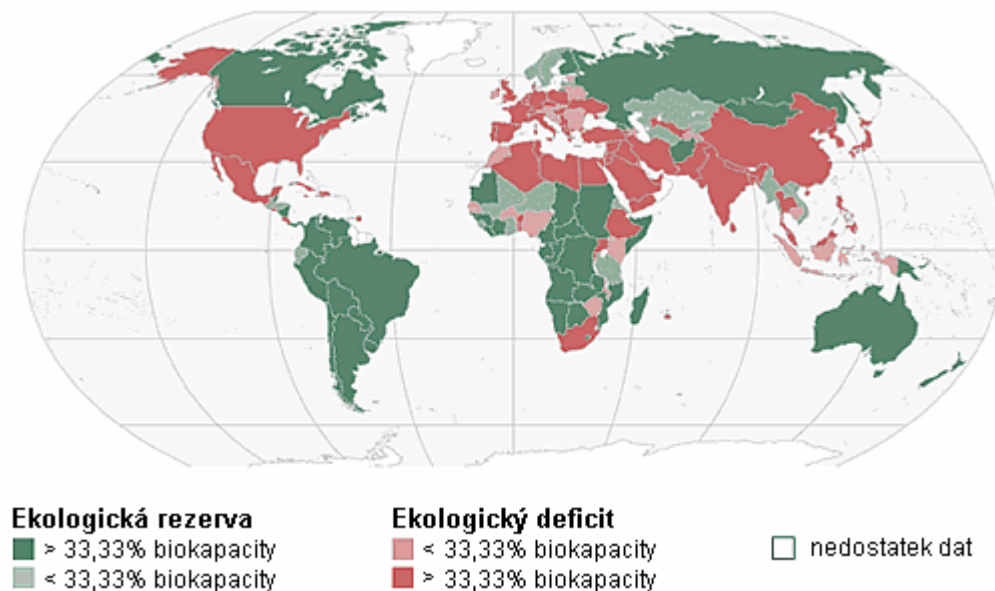 Ekologická rezerva
> 33,33% biokapacity
< 33,33% biokapacity
Ekologický deficit
< 33,33% biokapacity
> 33,33% biokapacity
nedostatek dat